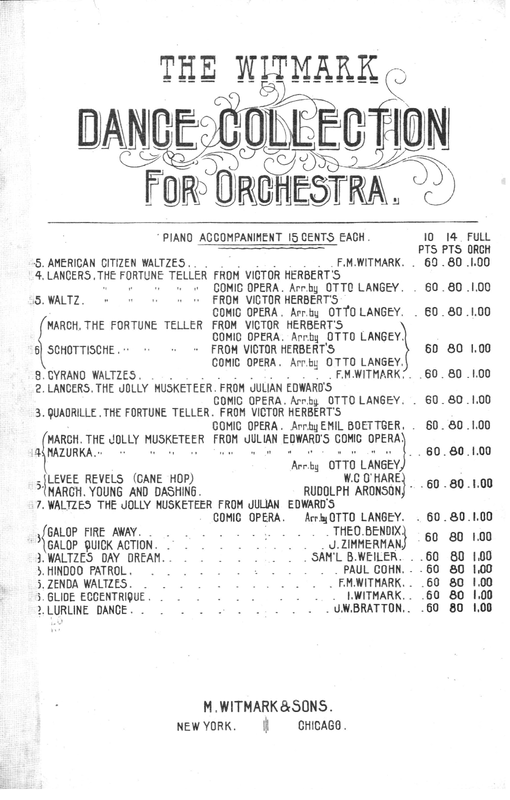 THE WITMARK
DANCE COLLECTION
FOR ORCHESTRA.
PIANO ACCOMPANIMENT 15 CENTS EACH. 10 14 FULL
PTS PTS ORCH
5. AMERICAN CITIZEN WALTZES. . . F.M.WITMARK. . 60 . 80 . 1.00
4. LANCERS. THE FORTUNE TELLER FROM VICTOR HERBERT'S
" " " " " COMIC OPERA. Arr. by OTTO LANGEY. . 60 . 80 . 1.00
5. WALTZ. " " " " " FROM VICTOR HERBERT'S
COMIC OPERA. Arr. by OTTO LANGEY. . 60 . 80 . 1.00
MARCH. THE FORTUNE TELLER FROM VICTOR HERBERT'S
COMIC OPERA. Arr. by OTTO LANGEY.
6 SCHOTTISCHE. " " " " FROM VICTOR HERBERT'S 60 80 1.00
COMIC OPERA. Arr. by OTTO LANGEY.
8. CYRANO WALTZES. . . . F.M.WITMARK. . . 60 . 80 . 1.00
2. LANCERS. THE JOLLY MUSKETEER. FROM JULIAN EDWARD'S
COMIC OPERA. Arr. by OTTO LANGEY. . 60 . 80 . 1.00
3. QUADRILLE. THE FORTUNE TELLER. FROM VICTOR HERBERT'S
COMIC OPERA. Arr. by EMIL BOETTGER. . 60 . 80 . 1.00
MARCH. THE JOLLY MUSKETEER FROM JULIAN EDWARD'S COMIC OPERA
4 MAZURKA. " " " " " " " " " " . . 60 . 80 . 1.00
Arr. by OTTO LANGEY.
LEVEE REVELS (CANE HOP) W.C O'HARE
5. MARCH. YOUNG AND DASHING. RUDOLPH ARONSON. . . 60 . 80 . 1.00
7. WALTZES THE JOLLY MUSKETEER FROM JULIAN EDWARD'S
COMIC OPERA. Arr. by OTTO LANGEY. . 60 . 80 . 1.00
GALOP FIRE AWAY. . . . THEO. BENDIX.
GALOP QUICK ACTION. . . . J. ZIMMERMAN. . 60 80 1.00
WALTZES DAY DREAM. . . . SAM'L B. WEILER. . . 60 80 1.00
HINDOO PATROL. . . . PAUL COHN. . . 60 80 1.00
5. ZENDA WALTZES. . . . F.M.WITMARK. . . 60 80 1.00
GLIDE ECCENTRIQUE. . . . I.WITMARK. . . 60 80 1.00
2. LURLINE DANCE. . . . J.W.BRATTON. . . 60 80 1.00
M. WITMARK & SONS.
NEW YORK. CHICAGO.